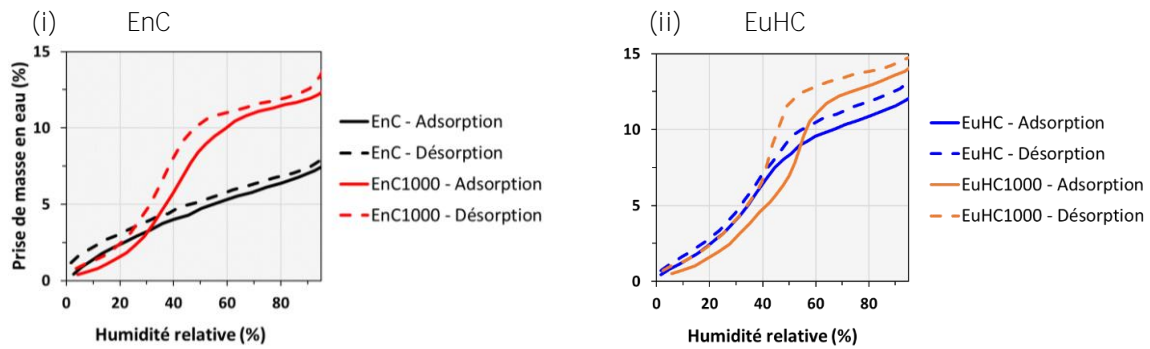 (i) EnC
Prise de masse en eau (%)
15
10
5
0
0 20 40 60 80
Humidité relative (%)
EnC - Adsorption
EnC - Désorption
EnC1000 - Adsorption
EnC1000 - Désorption
(ii) EuHC
15
10
5
0
0 20 40 60 80
Humidité relative (%)
EuHC - Adsorption
EuHC - Désorption
EuHC1000 - Adsorption
EuHC1000 - Désorption